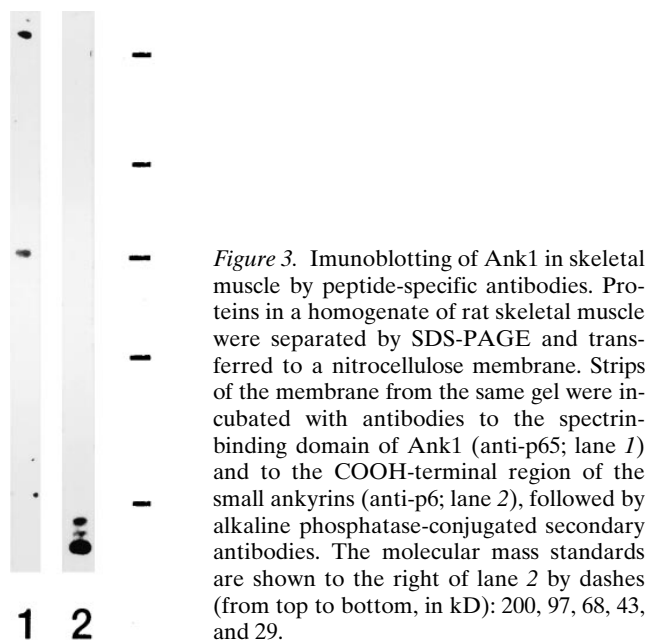 Figure 3. Imunoblotting of Ank1 in skeletal
muscle by peptide-specific antibodies. Pro-
teins in a homogenate of rat skeletal muscle
were separated by SDS-PAGE and trans-
ferred to a nitrocellulose membrane. Strips
of the membrane from the same gel were in-
cubated with antibodies to the spectrin-
binding domain of Ank1 (anti-p65; lane 1)
and to the COOH-terminal region of the
small ankyrins (anti-p6; lane 2), followed by
alkaline phosphatase-conjugated secondary
antibodies. The molecular mass standards
are shown to the right of lane 2 by dashes
(from top to bottom, in kD): 200, 97, 68, 43,
and 29.
1 2